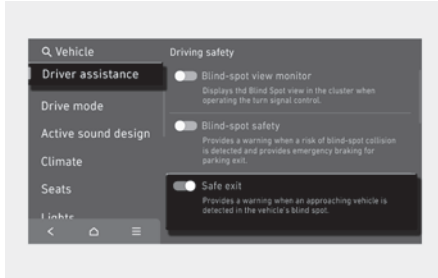 Vehicle
Driving safety
Driver assistance
Drive mode
Active sound design
Climate
Seats
Lights
Blind-spot view monitor
Displays thd Blind Spot view in the cluster when
operating the turn signal control.
Blind-spot safety
Provides a warning when a risk of blind-spot collision
is detected and provides emergency braking for
parking exit.
Safe exit
Provides a warning when an approaching vehicle is
detected in the vehicle's blind spot.